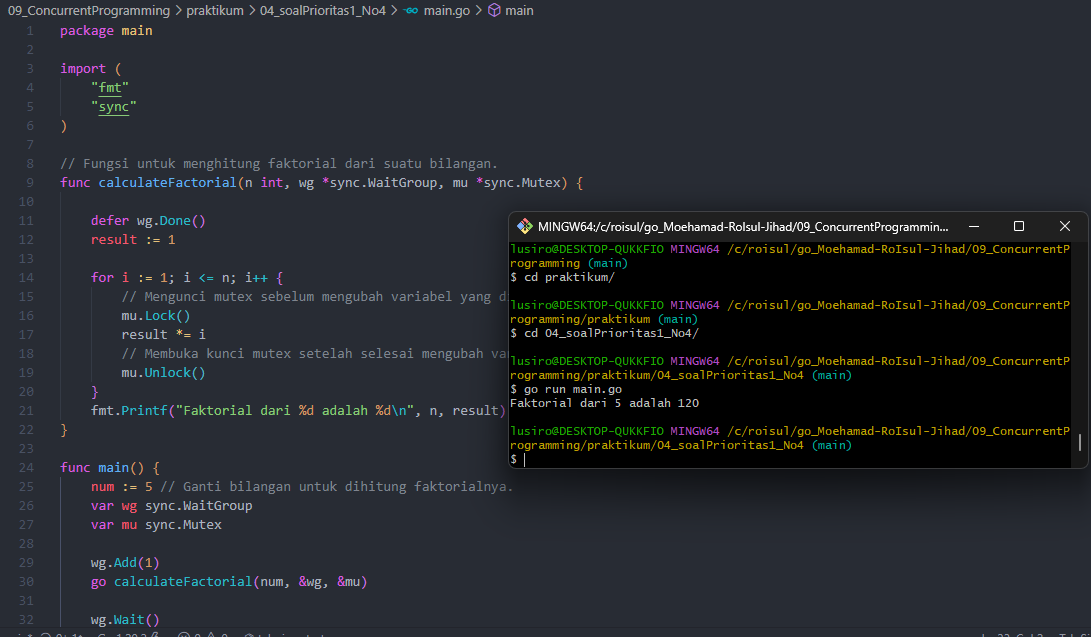 09_ConcurrentProgramming > praktikum > 04_soalPrioritas1_No4 > main.go > main
1 package main
2
3 import (
4 "fmt"
5 "sync"
6 )
7
8 // Fungsi untuk menghitung faktorial dari suatu bilangan.
9 func calculateFactorial(n int, wg *sync.WaitGroup, mu *sync.Mutex) {
10
11 defer wg.Done()
12 result := 1
13
14 for i := 1; i <= n; i++ {
15 // Mengunci mutex sebelum mengubah variabel yang
16 mu.Lock()
17 result *= i
18 // Membuka kunci mutex setelah selesai mengubah
19 mu.Unlock()
20 }
21 fmt.Printf("Faktorial dari %d adalah %d\n", n, result)
22 }
23
24 func main() {
25 num := 5 // Ganti bilangan untuk dihitung faktorialnya.
26 var wg sync.WaitGroup
27 var mu sync.Mutex
28
29 wg.Add(1)
30 go calculateFactorial(num, &wg, &mu)
31
32 wg.Wait()
MINGW64:/c/roisul/go_Moehamad-RoIsul-Jihad/09_ConcurrentProgrammin...
lusiro@DESKTOP-QUKKFIO MINGW64 /c/roisul/go_Moehamad-RoIsul-Jihad/09_ConcurrentP
rogramming (main)
$ cd praktikum/
lusiro@DESKTOP-QUKKFIO MINGW64 /c/roisul/go_Moehamad-RoIsul-Jihad/09_ConcurrentP
rogramming/praktikum (main)
$ cd 04_soalPrioritas1_No4/
lusiro@DESKTOP-QUKKFIO MINGW64 /c/roisul/go_Moehamad-RoIsul-Jihad/09_ConcurrentP
rogramming/praktikum/04_soalPrioritas1_No4 (main)
$ go run main.go
Faktorial dari 5 adalah 120
lusiro@DESKTOP-QUKKFIO MINGW64 /c/roisul/go_Moehamad-RoIsul-Jihad/09_ConcurrentP
rogramming/praktikum/04_soalPrioritas1_No4 (main)
$